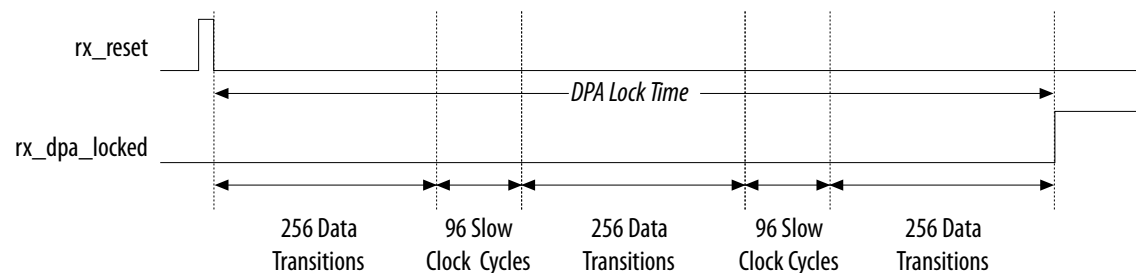 rx_reset
DPA Lock Time
rx_dpa_locked
256 Data
Transitions
96 Slow
Clock Cycles
256 Data
Transitions
96 Slow
Clock Cycles
256 Data
Transitions